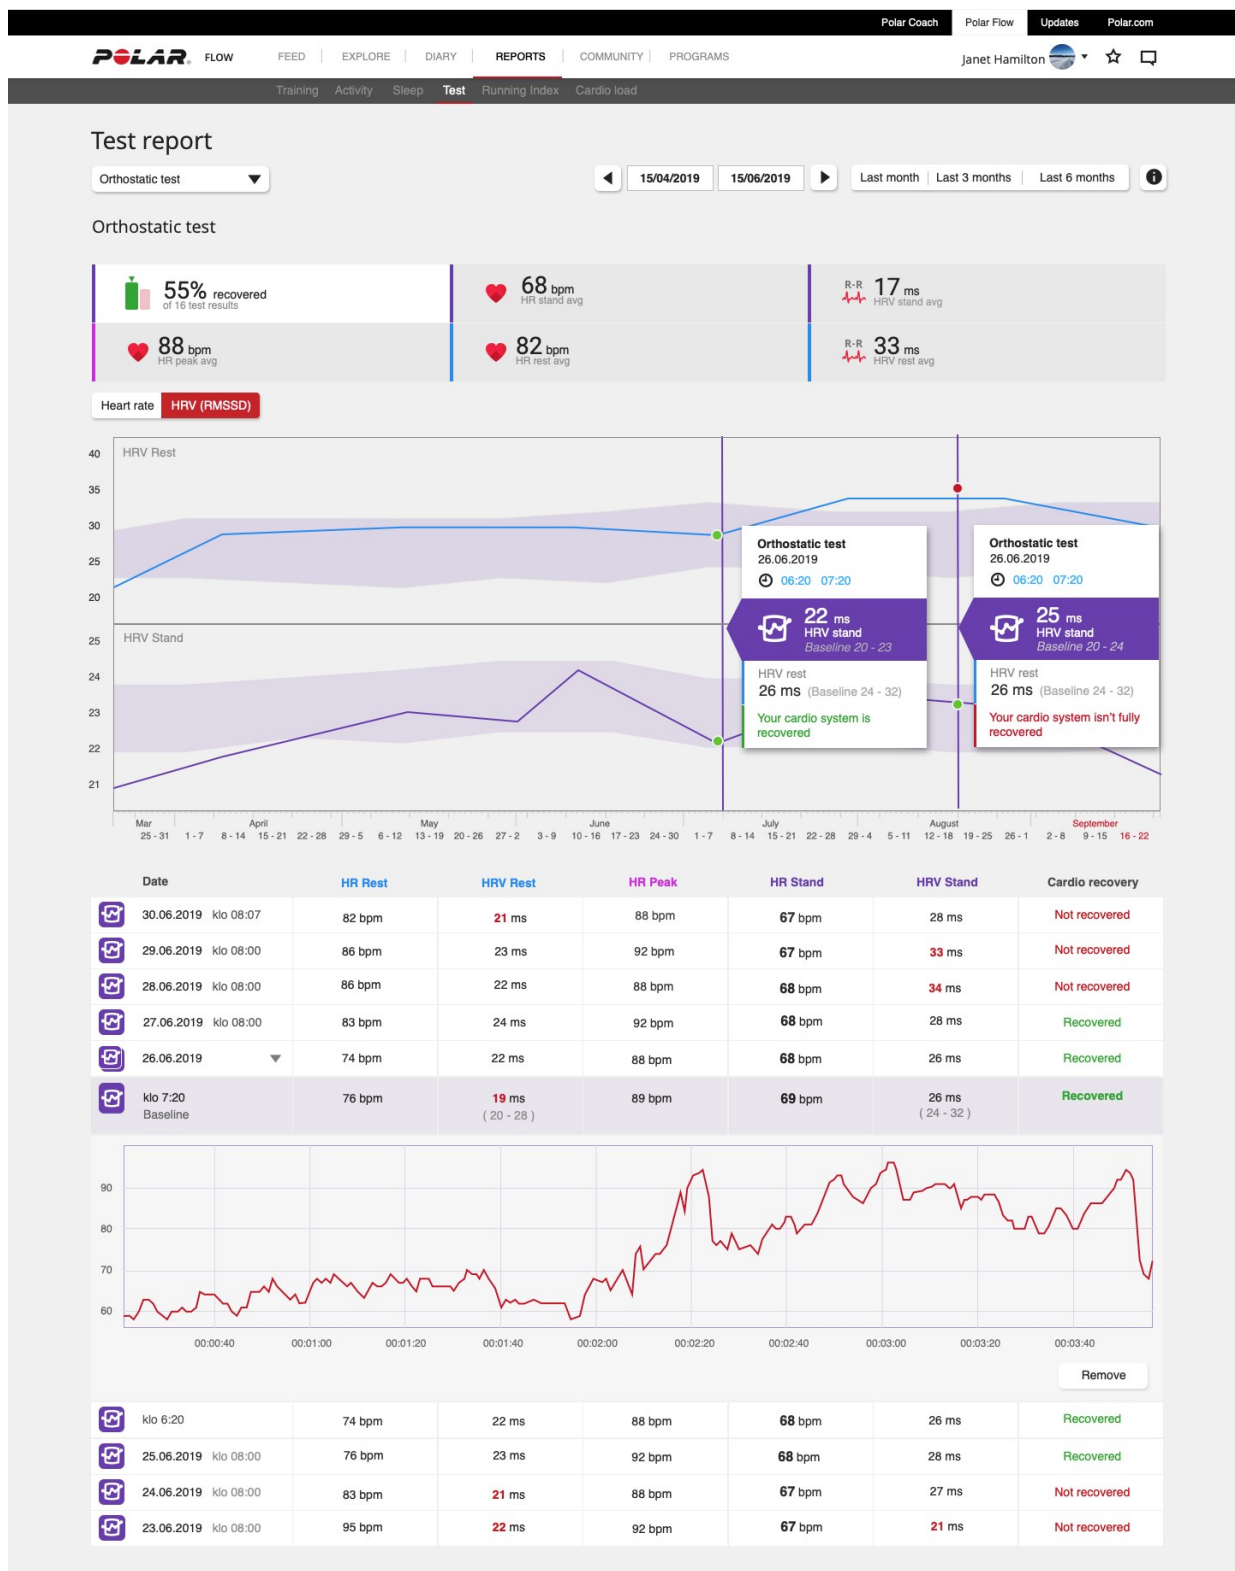 Polar Coach Polar Flow Updates Polar.com
POLAR. FLOW FEED EXPLORE DIARY REPORTS COMMUNITY PROGRAMS Janet Hamilton
Training Activity Sleep Test Running Index Cardio load
Test report
Orthostatic test 15/04/2019 15/06/2019 Last month Last 3 months Last 6 months
Orthostatic test
55% recovered
of 16 test results
68 bpm
HR stand avg
R-R 17 ms
HRV stand avg
88 bpm
HR peak avg
82 bpm
HR rest avg
R-R 33 ms
HRV rest avg
Heart rate HRV (RMSSD)
HRV Rest
40
35
30
25
20
HRV Stand
25
24
23
22
21
Orthostatic test
26.06.2019
06:20 07:20
22 ms
HRV stand
Baseline 20 - 23
HRV rest
26 ms (Baseline 24 - 32)
Your cardio system is
recovered
Orthostatic test
26.06.2019
06:20 07:20
25 ms
HRV stand
Baseline 20 - 24
HRV rest
26 ms (Baseline 24 - 32)
Your cardio system isn't fully
recovered
Mar April May June July August September
25 - 31 1 - 7 8 - 14 15 - 21 22 - 28 29 - 5 6 - 12 13 - 19 20 - 26 27 - 2 3 - 9 10 - 16 17 - 23 24 - 30 1 - 7 8 - 14 15 - 21 22 - 28 29 - 4 5 - 11 12 - 18 19 - 25 26 - 1 2 - 8 9 - 15 16 - 22
Date HR Rest HRV Rest HR Peak HR Stand HRV Stand Cardio recovery
30.06.2019 klo 08:07 82 bpm 21 ms 88 bpm 67 bpm 28 ms Not recovered
29.06.2019 klo 08:00 86 bpm 23 ms 92 bpm 67 bpm 33 ms Not recovered
28.06.2019 klo 08:00 86 bpm 22 ms 88 bpm 68 bpm 34 ms Not recovered
27.06.2019 klo 08:00 83 bpm 24 ms 92 bpm 68 bpm 28 ms Recovered
26.06.2019 74 bpm 22 ms 88 bpm 68 bpm 26 ms Recovered
klo 7:20 76 bpm 19 ms 89 bpm 69 bpm 26 ms Recovered
Baseline ( 20 - 28 ) ( 24 - 32 )
90
80
70
60
00:00:40 00:01:00 00:01:20 00:01:40 00:02:00 00:02:20 00:02:40 00:03:00 00:03:20 00:03:40
Remove
klo 6:20 74 bpm 22 ms 88 bpm 68 bpm 26 ms Recovered
25.06.2019 klo 08:00 76 bpm 23 ms 92 bpm 68 bpm 28 ms Recovered
24.06.2019 klo 08:00 83 bpm 21 ms 88 bpm 67 bpm 27 ms Not recovered
23.06.2019 klo 08:00 95 bpm 22 ms 92 bpm 67 bpm 21 ms Not recovered